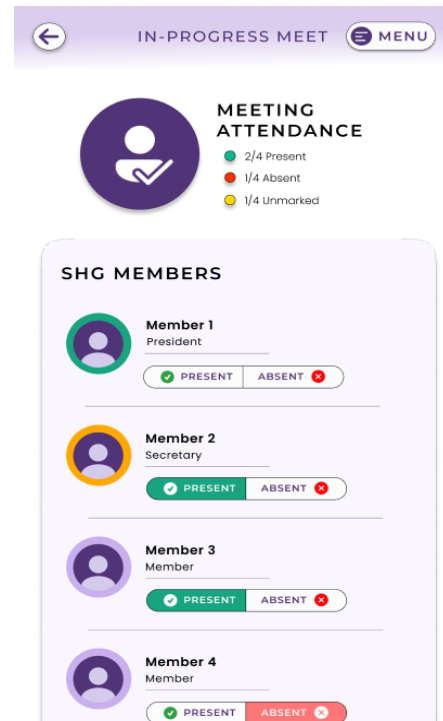 IN-PROGRESS MEET
MENU
MEETING
ATTENDANCE
2/4 Present
1/4 Absent
1/4 Unmarked
SHG MEMBERS
Member 1
President
PRESENT ABSENT
Member 2
Secretary
PRESENT ABSENT
Member 3
Member
PRESENT ABSENT
Member 4
Member
PRESENT ABSENT